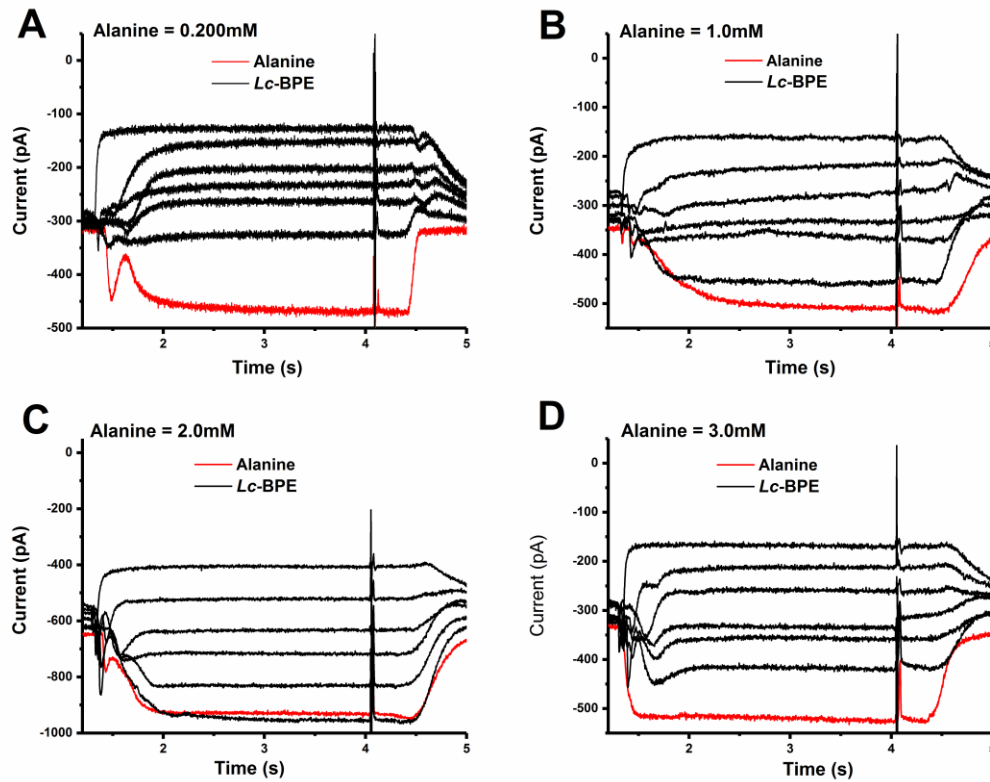 A
Alanine = 0.200mM
Alanine
Lc-BPE
Current (pA)
0
-100
-200
-300
-400
-500
2
3
4
5
Time (s)
B
Alanine = 1.0mM
Alanine
Lc-BPE
Current (pA)
0
-100
-200
-300
-400
-500
2
3
4
5
Time (s)
C
Alanine = 2.0mM
Alanine
Lc-BPE
Current (pA)
0
-200
-400
-600
-800
-1000
2
3
4
5
Time (s)
D
Alanine = 3.0mM
Alanine
Lc-BPE
Current (pA)
0
-100
-200
-300
-400
-500
2
3
4
5
Time (s)